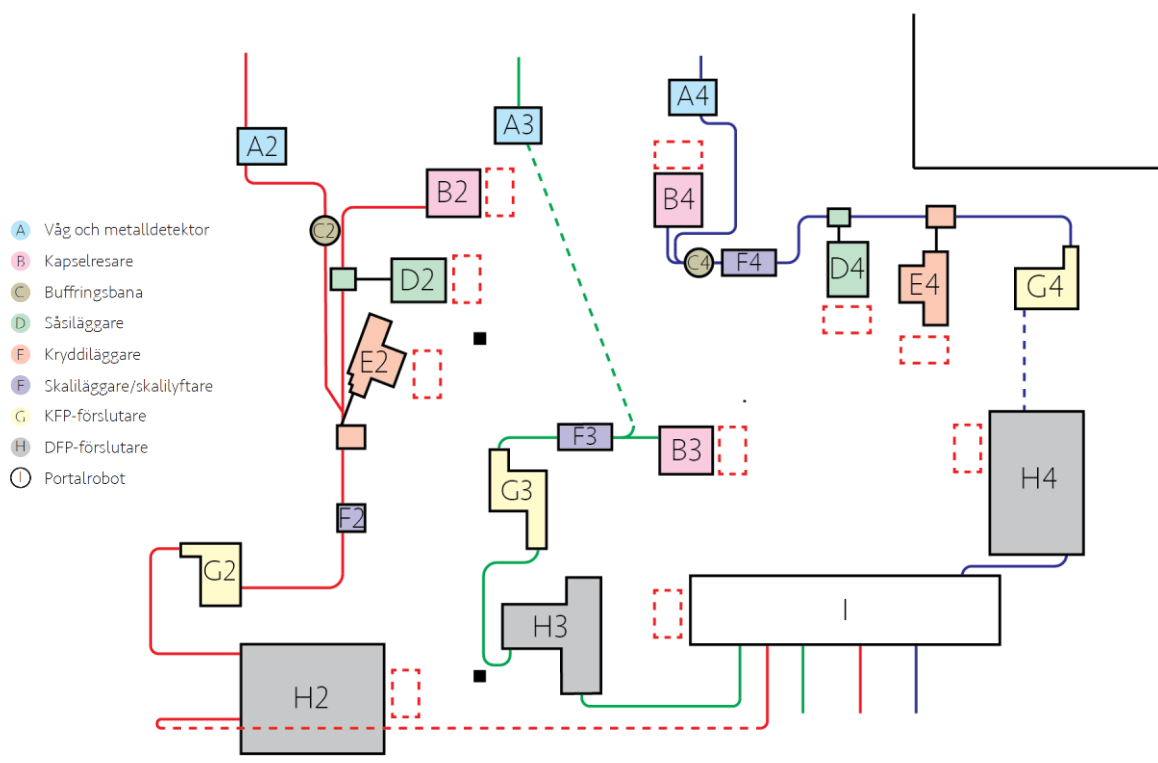 A4
A3
A2
B2
B4
C2
C4
F4
D4
E4
G4
D2
E2
A Våg och metalldetektor
B Kapselresare
C Buffringsbana
D Såsiläggare
F Kryddiläggare
F Skaliläggare/skalilyftare
G KFP-förslutare
H DFP-förslutare
I Portalrobot
F3
B3
G3
H4
F2
G2
H3
I
H2